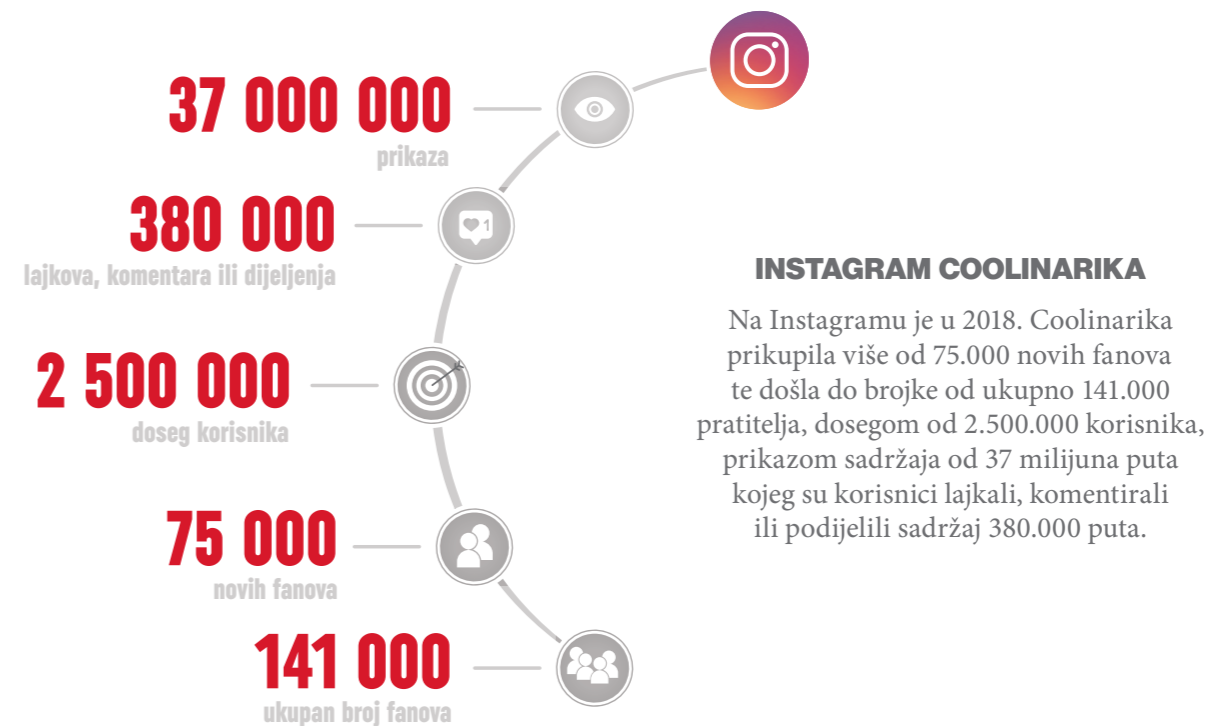 37 000 000
prikaza
380 000
lajkova, komentara ili dijeljenja
1
2 500 000
doseg korisnika
75 000
novih fanova
141 000
ukupan broj fanova
INSTAGRAM COOLINARIKA
Na Instagramu je u 2018. Coolinarika
prikupila više od 75.000 novih fanova
te došla do brojke od ukupno 141.000
pratitelja, dosegom od 2.500.000 korisnika,
prikazom sadržaja od 37 milijuna puta
kojeg su korisnici lajkali, komentirali
ili podijelili sadržaj 380.000 puta.